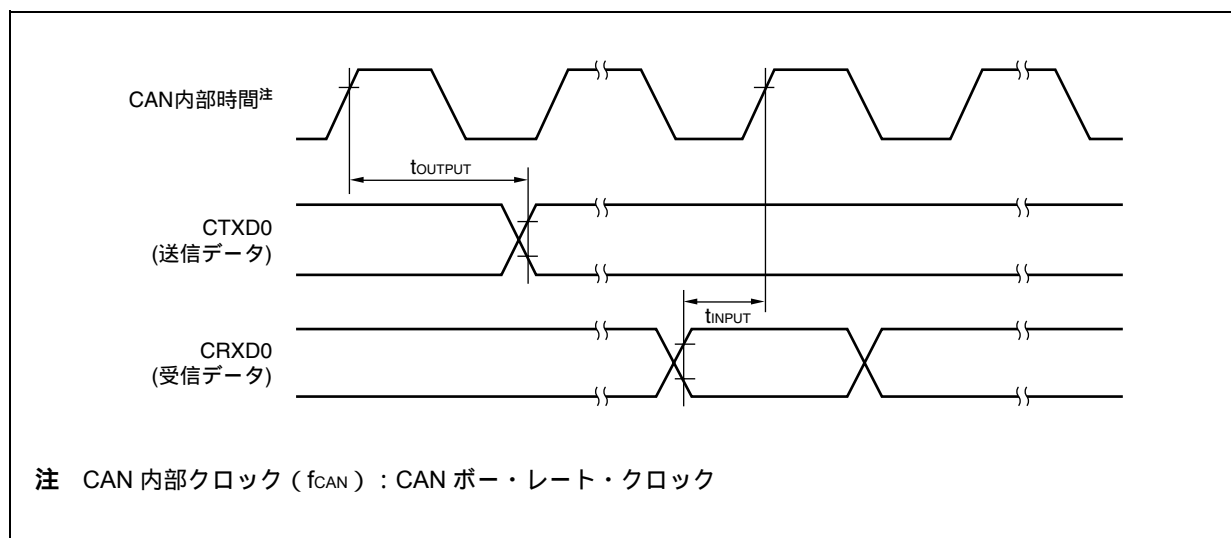 CAN内部時間注
tOUTPUT
CTXD0
(送信データ)
tINPUT
CRXD0
(受信データ)
注 CAN 内部クロック（fCAN）：CAN ボー・レート・クロック